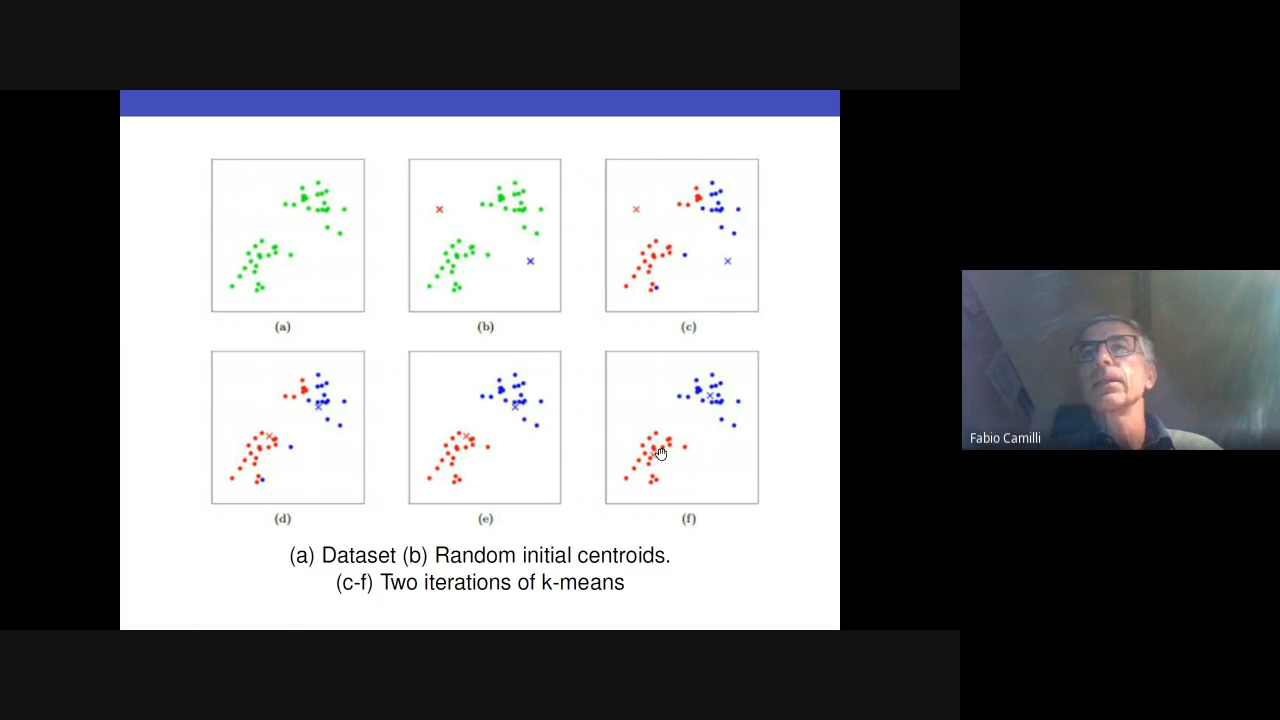 (a)
(b)
(c)
(d)
(e)
(f)
(a) Dataset (b) Random initial centroids.
(c-f) Two iterations of k-means
Fabio Camilli